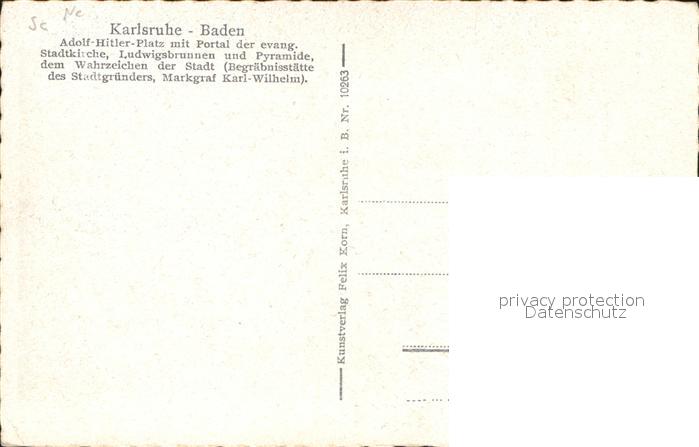 Sc Ne
Karlsruhe - Baden
Adolf-Hitler-Platz mit Portal der evang.
Stadtkirche, Ludwigsbrunnen und Pyramide,
dem Wahrzeichen der Stadt (Begräbnisstätte
des Stadtgründers, Markgraf Karl-Wilhelm).
Kunstverlag Felix Korn, Karlsruhe i. B. Nr. 10263
privacy protection
Datenschutz